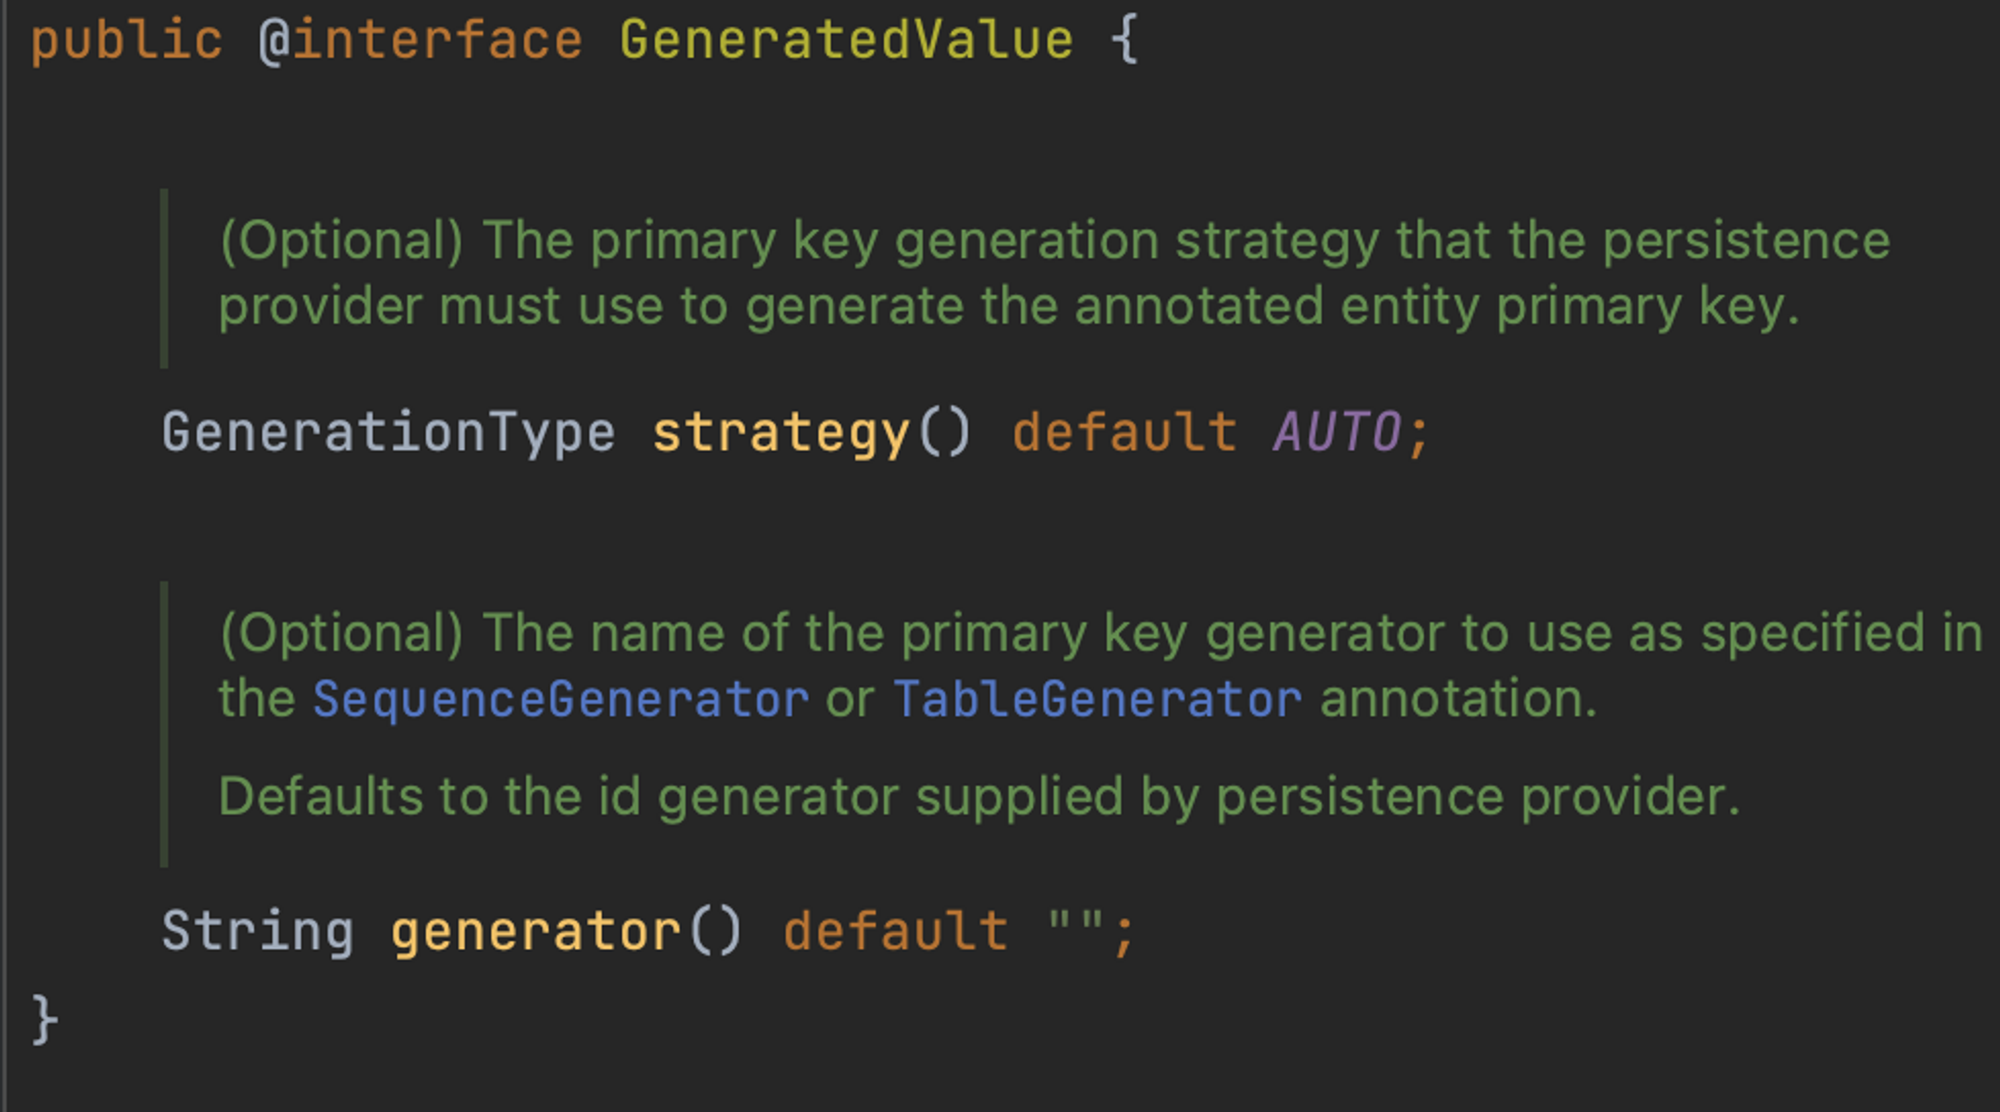 public @interface GeneratedValue {
(Optional) The primary key generation strategy that the persistence
provider must use to generate the annotated entity primary key.
GenerationType strategy() default AUTO;
(Optional) The name of the primary key generator to use as specified in
the SequenceGenerator or TableGenerator annotation.
Defaults to the id generator supplied by persistence provider.
String generator() default "";
}